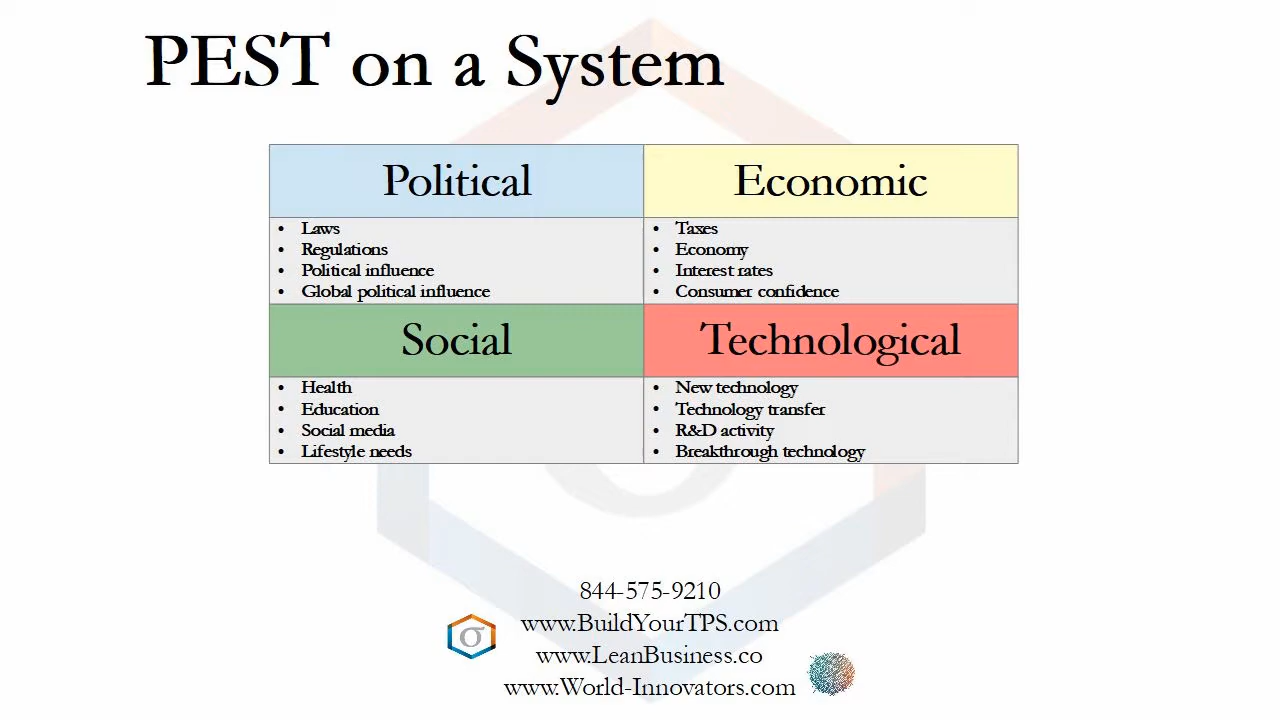 PEST on a System
Political
• Laws
• Regulations
• Political influence
• Global political influence
Economic
• Taxes
• Economy
• Interest rates
• Consumer confidence
Social
• Health
• Education
• Social media
• Lifestyle needs
Technological
• New technology
• Technology transfer
• R&D activity
• Breakthrough technology
844-575-9210
www.BuildYourTPS.com
www.LeanBusiness.co
www.World-Innovators.com
σ